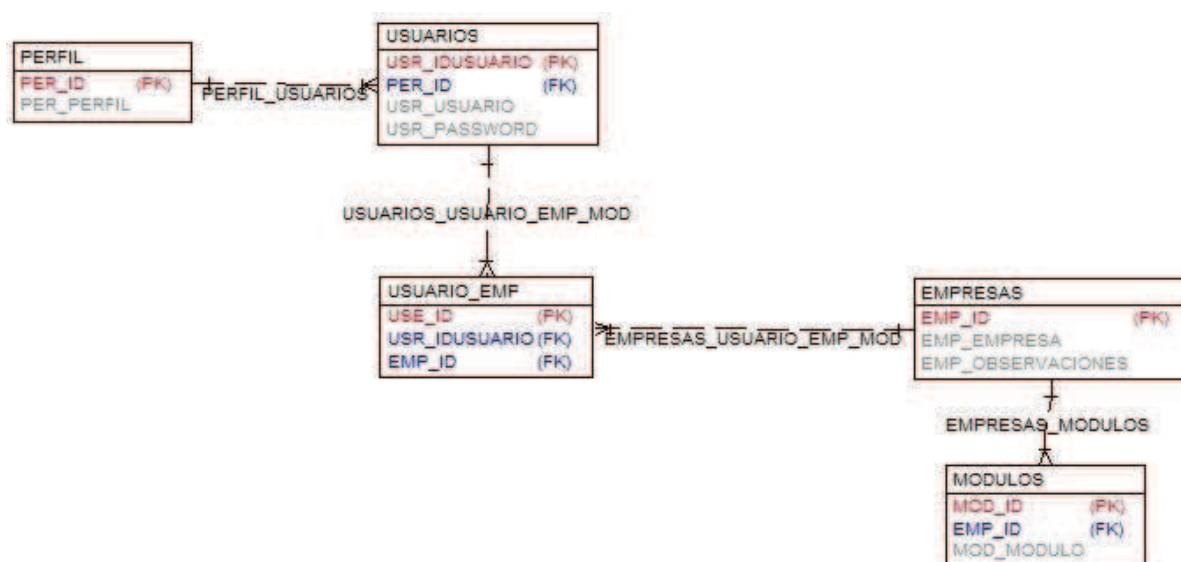 PERFIL
PER_ID (PK)
PER_PERFIL
PERFIL_USUARIOS
USUARIOS
USR_IDUSUARIO (PK)
PER_ID (FK)
USR_USUARIO
USR_PASSWORD
USUARIOS_USUARIO_EMP_MOD
USUARIO_EMP
USE_ID (PK)
USR_IDUSUARIO (FK)
EMP_ID (FK)
EMPRESAS_USUARIO_EMP_MOD
EMPRESAS
EMP_ID (PK)
EMP_EMPRESA
EMP_OBSERVACIONES
EMPRESAS_MODULOS
MODULOS
MOD_ID (PK)
EMP_ID (FK)
MOD_MODULO